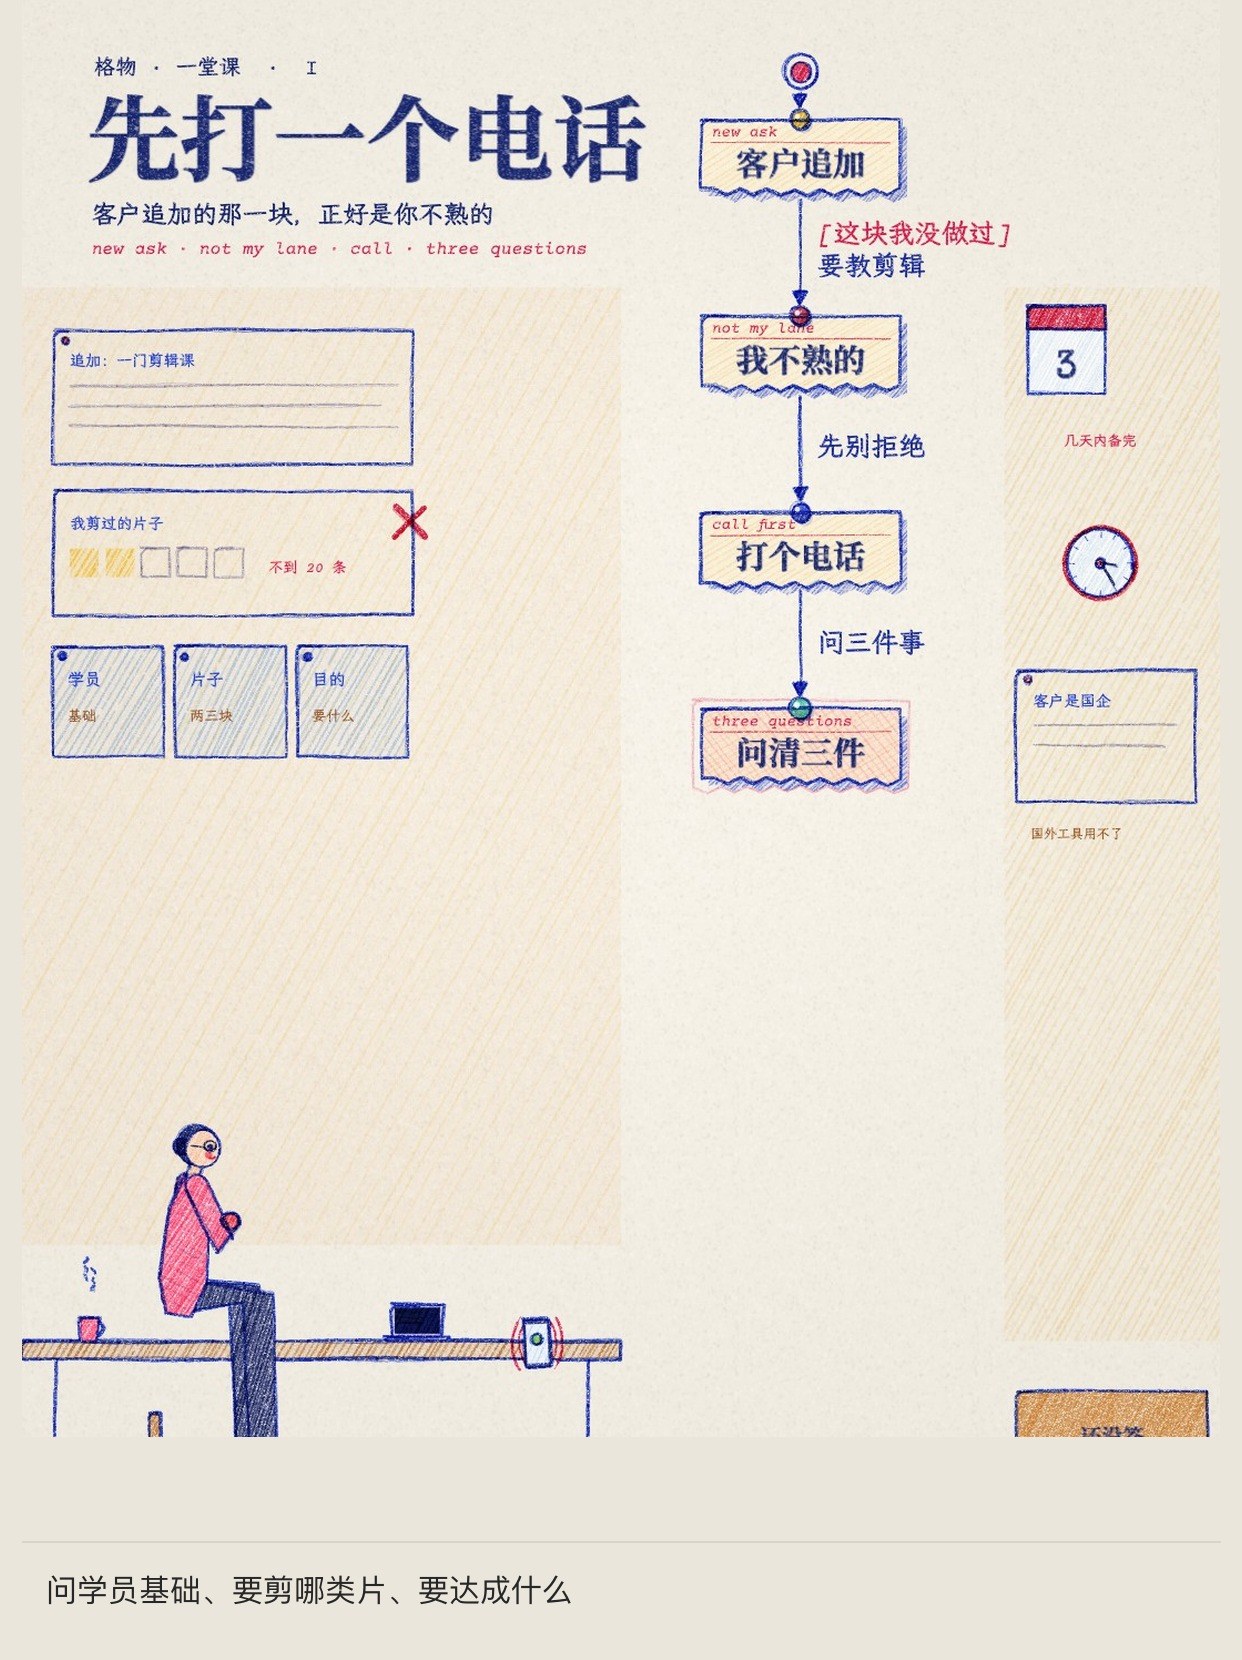 格物 · 一堂课 · I
先打一个电话
客户追加的那一块, 正好是你不熟的
new ask · not my lane · call · three questions
new ask
客户追加
[这块我没做过]
要教剪辑
not my lane
我不熟的
先别拒绝
call first
打个电话
问三件事
three questions
问清三件
追加: 一门剪辑课
我剪过的片子
不到 20 条
学员
基础
片子
两三块
目的
要什么
3
几天内备完
客户是国企
国外工具用不了
问学员基础、要剪哪类片、要达成什么